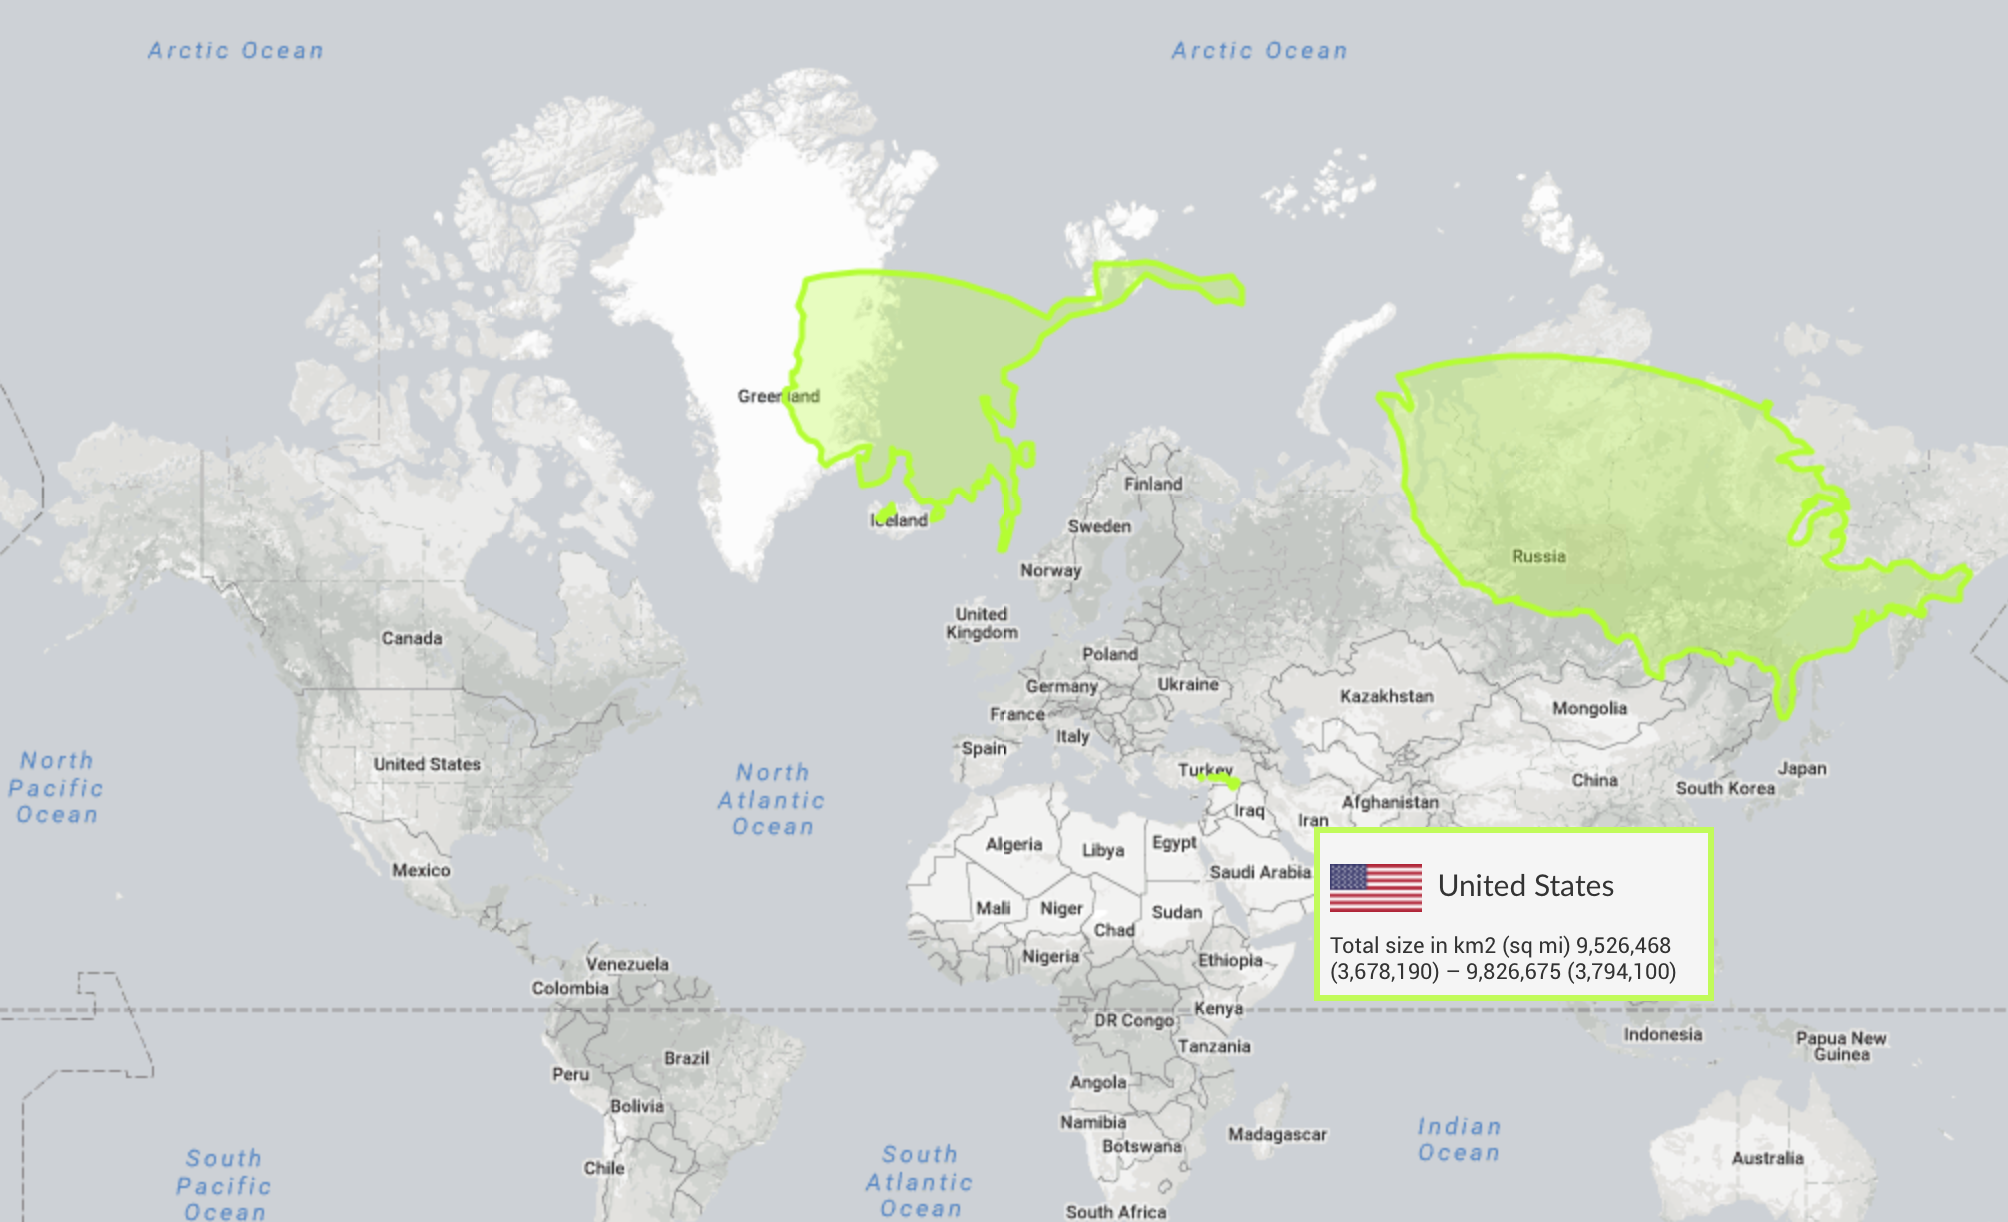 Arctic Ocean
Arctic Ocean
Greenland
Finland
Iceland
Sweden
Russia
Norway
United
Kingdom
Canada
Poland
Germany
Ukraine
Kazakhstan
Mongolia
France
Italy
Spain
United States
North
Pacific
Ocean
North
Atlantic
Ocean
Turkey
China
Japan
South Korea
Afghanistan
Iraq
Iran
Algeria
Libya
Egypt
Mexico
Saudi Arabia
United States
Mali
Niger
Sudan
Chad
Total size in km2 (sq mi) 9,526,468
(3,678,190) – 9,826,675 (3,794,100)
Nigeria
Ethiopia
Venezuela
Colombia
Kenya
DR Congo
Indonesia
Papua New
Guinea
Tanzania
Brazil
Peru
Angola
Bolivia
Namibia
Botswana
Madagascar
Indian
Ocean
Australia
South
Pacific
Ocean
Chile
South
Atlantic
Ocean
South Africa